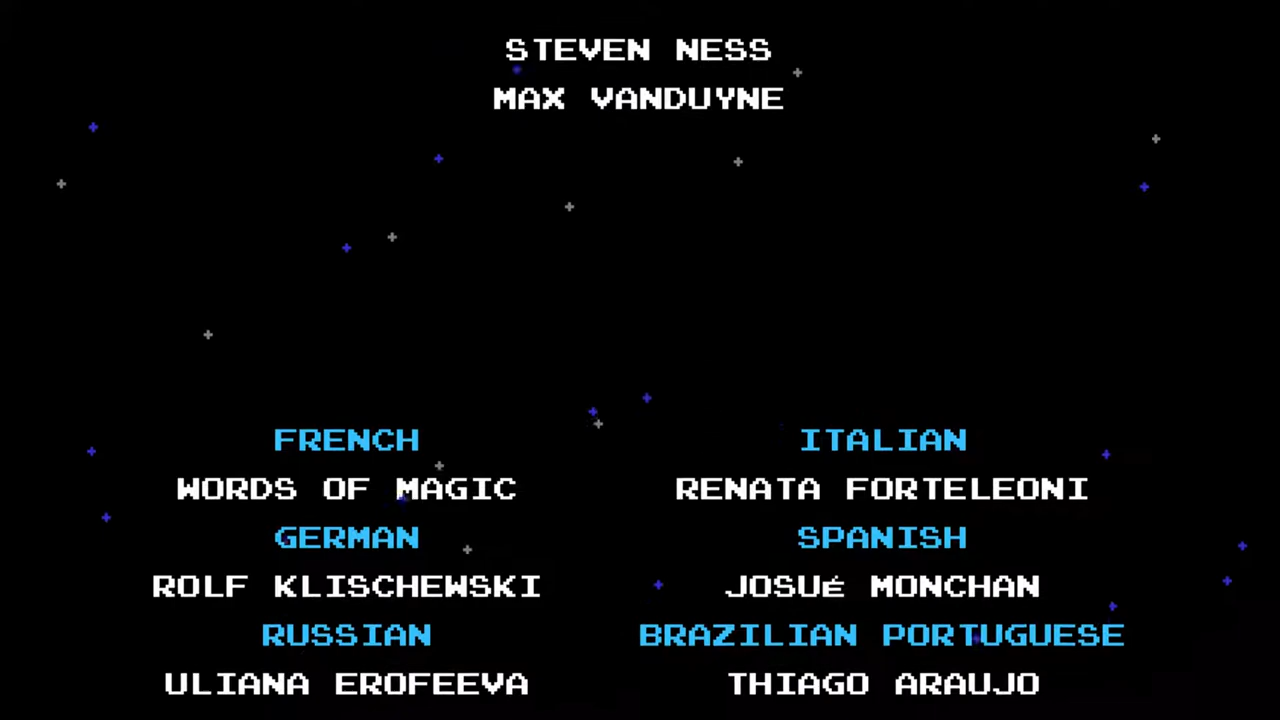 STEVEN NESS
MAX VANDUYNE
FRENCH ITALIAN
WORDS OF MAGIC RENATA FORTELEONI
GERMAN SPANISH
ROLF KLISCHEWSKI JOSUé MONCHAN
RUSSIAN BRAZILIAN PORTUGUESE
ULIANA EROFEEVA THIAGO ARAUJO